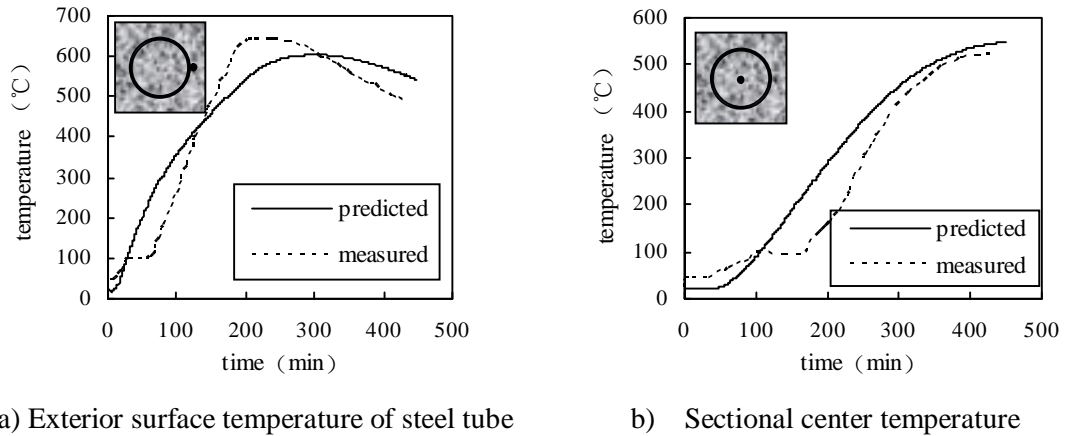 700
600
500
400
300
200
100
0
temperature (℃)
predicted
measured
0 100 200 300 400 500
time (min)
a) Exterior surface temperature of steel tube
600
500
400
300
200
100
0
temperature (℃)
predicted
measured
0 100 200 300 400 500
time (min)
b) Sectional center temperature